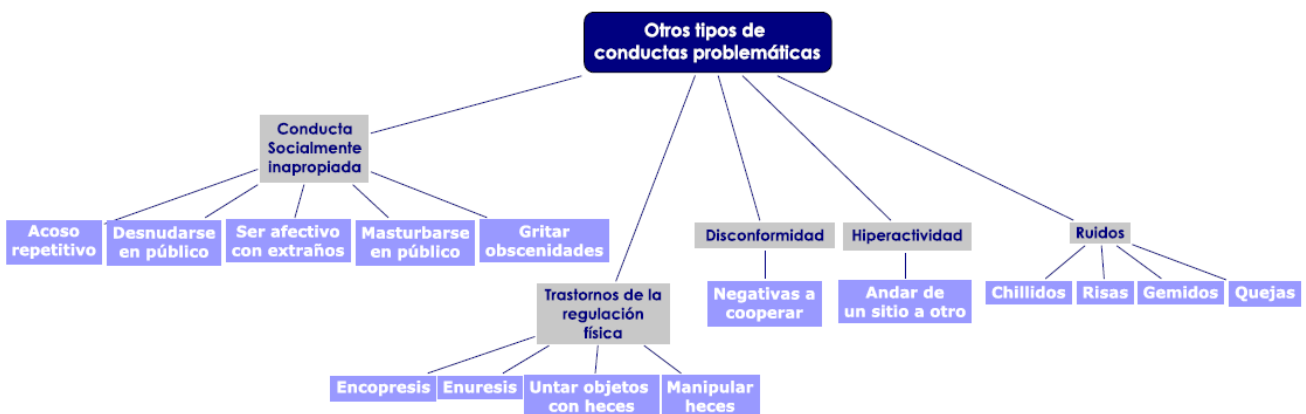 Otros tipos de
conductas problemáticas
Conducta
Socialmente
inapropiada
Acoso
repetitivo
Desnudarse
en público
Ser afectivo
con extraños
Masturbarse
en público
Gritar
obscenidades
Trastornos de la
regulación
física
Encopresis
Enuresis
Untar objetos
con heces
Manipular
heces
Disconformidad
Negativas a
cooperar
Hiperactividad
Andar de
un sitio a otro
Ruidos
Chillidos
Risas
Gemidos
Quejas